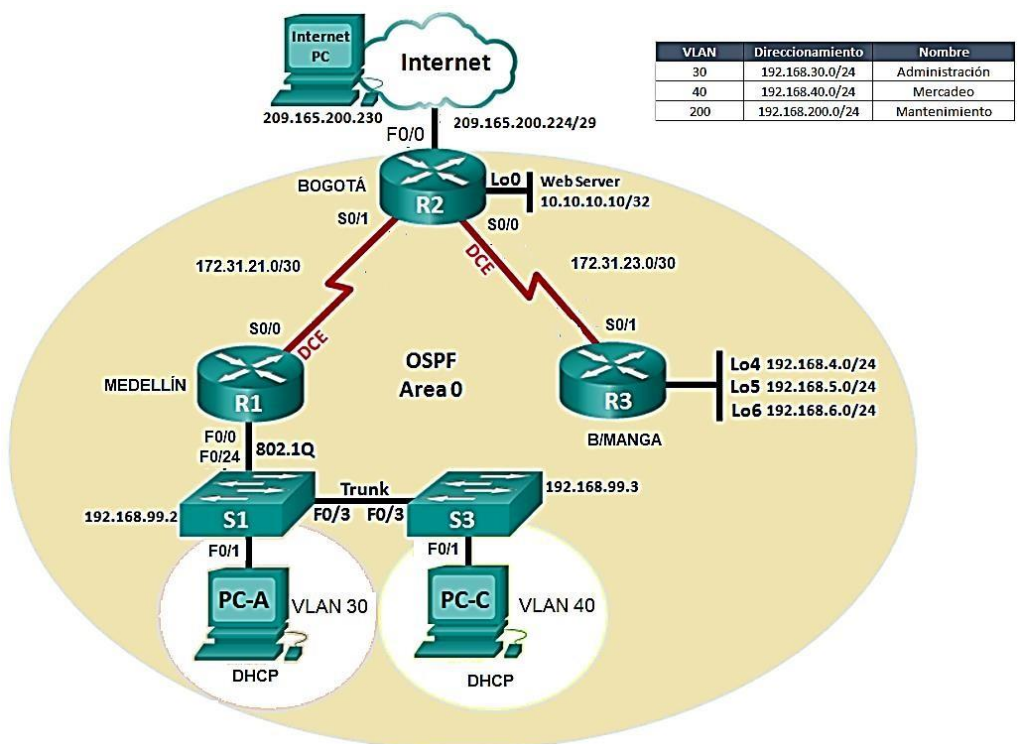 Internet
PC
Internet
209.165.200.230
209.165.200.224/29
F0/0
VLAN Direccionamiento Nombre
30 192.168.30.0/24 Administración
40 192.168.40.0/24 Mercadeo
200 192.168.200.0/24 Mantenimiento
BOGOTÁ
R2
Lo0
Web Server
10.10.10.10/32
S0/1
S0/0
DCE
172.31.21.0/30
172.31.23.0/30
S0/0
DCE
S0/1
OSPF
Area 0
MEDELLÍN
R1
R3
B/MANGA
Lo4 192.168.4.0/24
Lo5 192.168.5.0/24
Lo6 192.168.6.0/24
F0/0
F0/24
802.1Q
Trunk
192.168.99.3
192.168.99.2
S1
F0/3
F0/3
S3
F0/1
F0/1
PC-A
VLAN 30
PC-C
VLAN 40
DHCP
DHCP